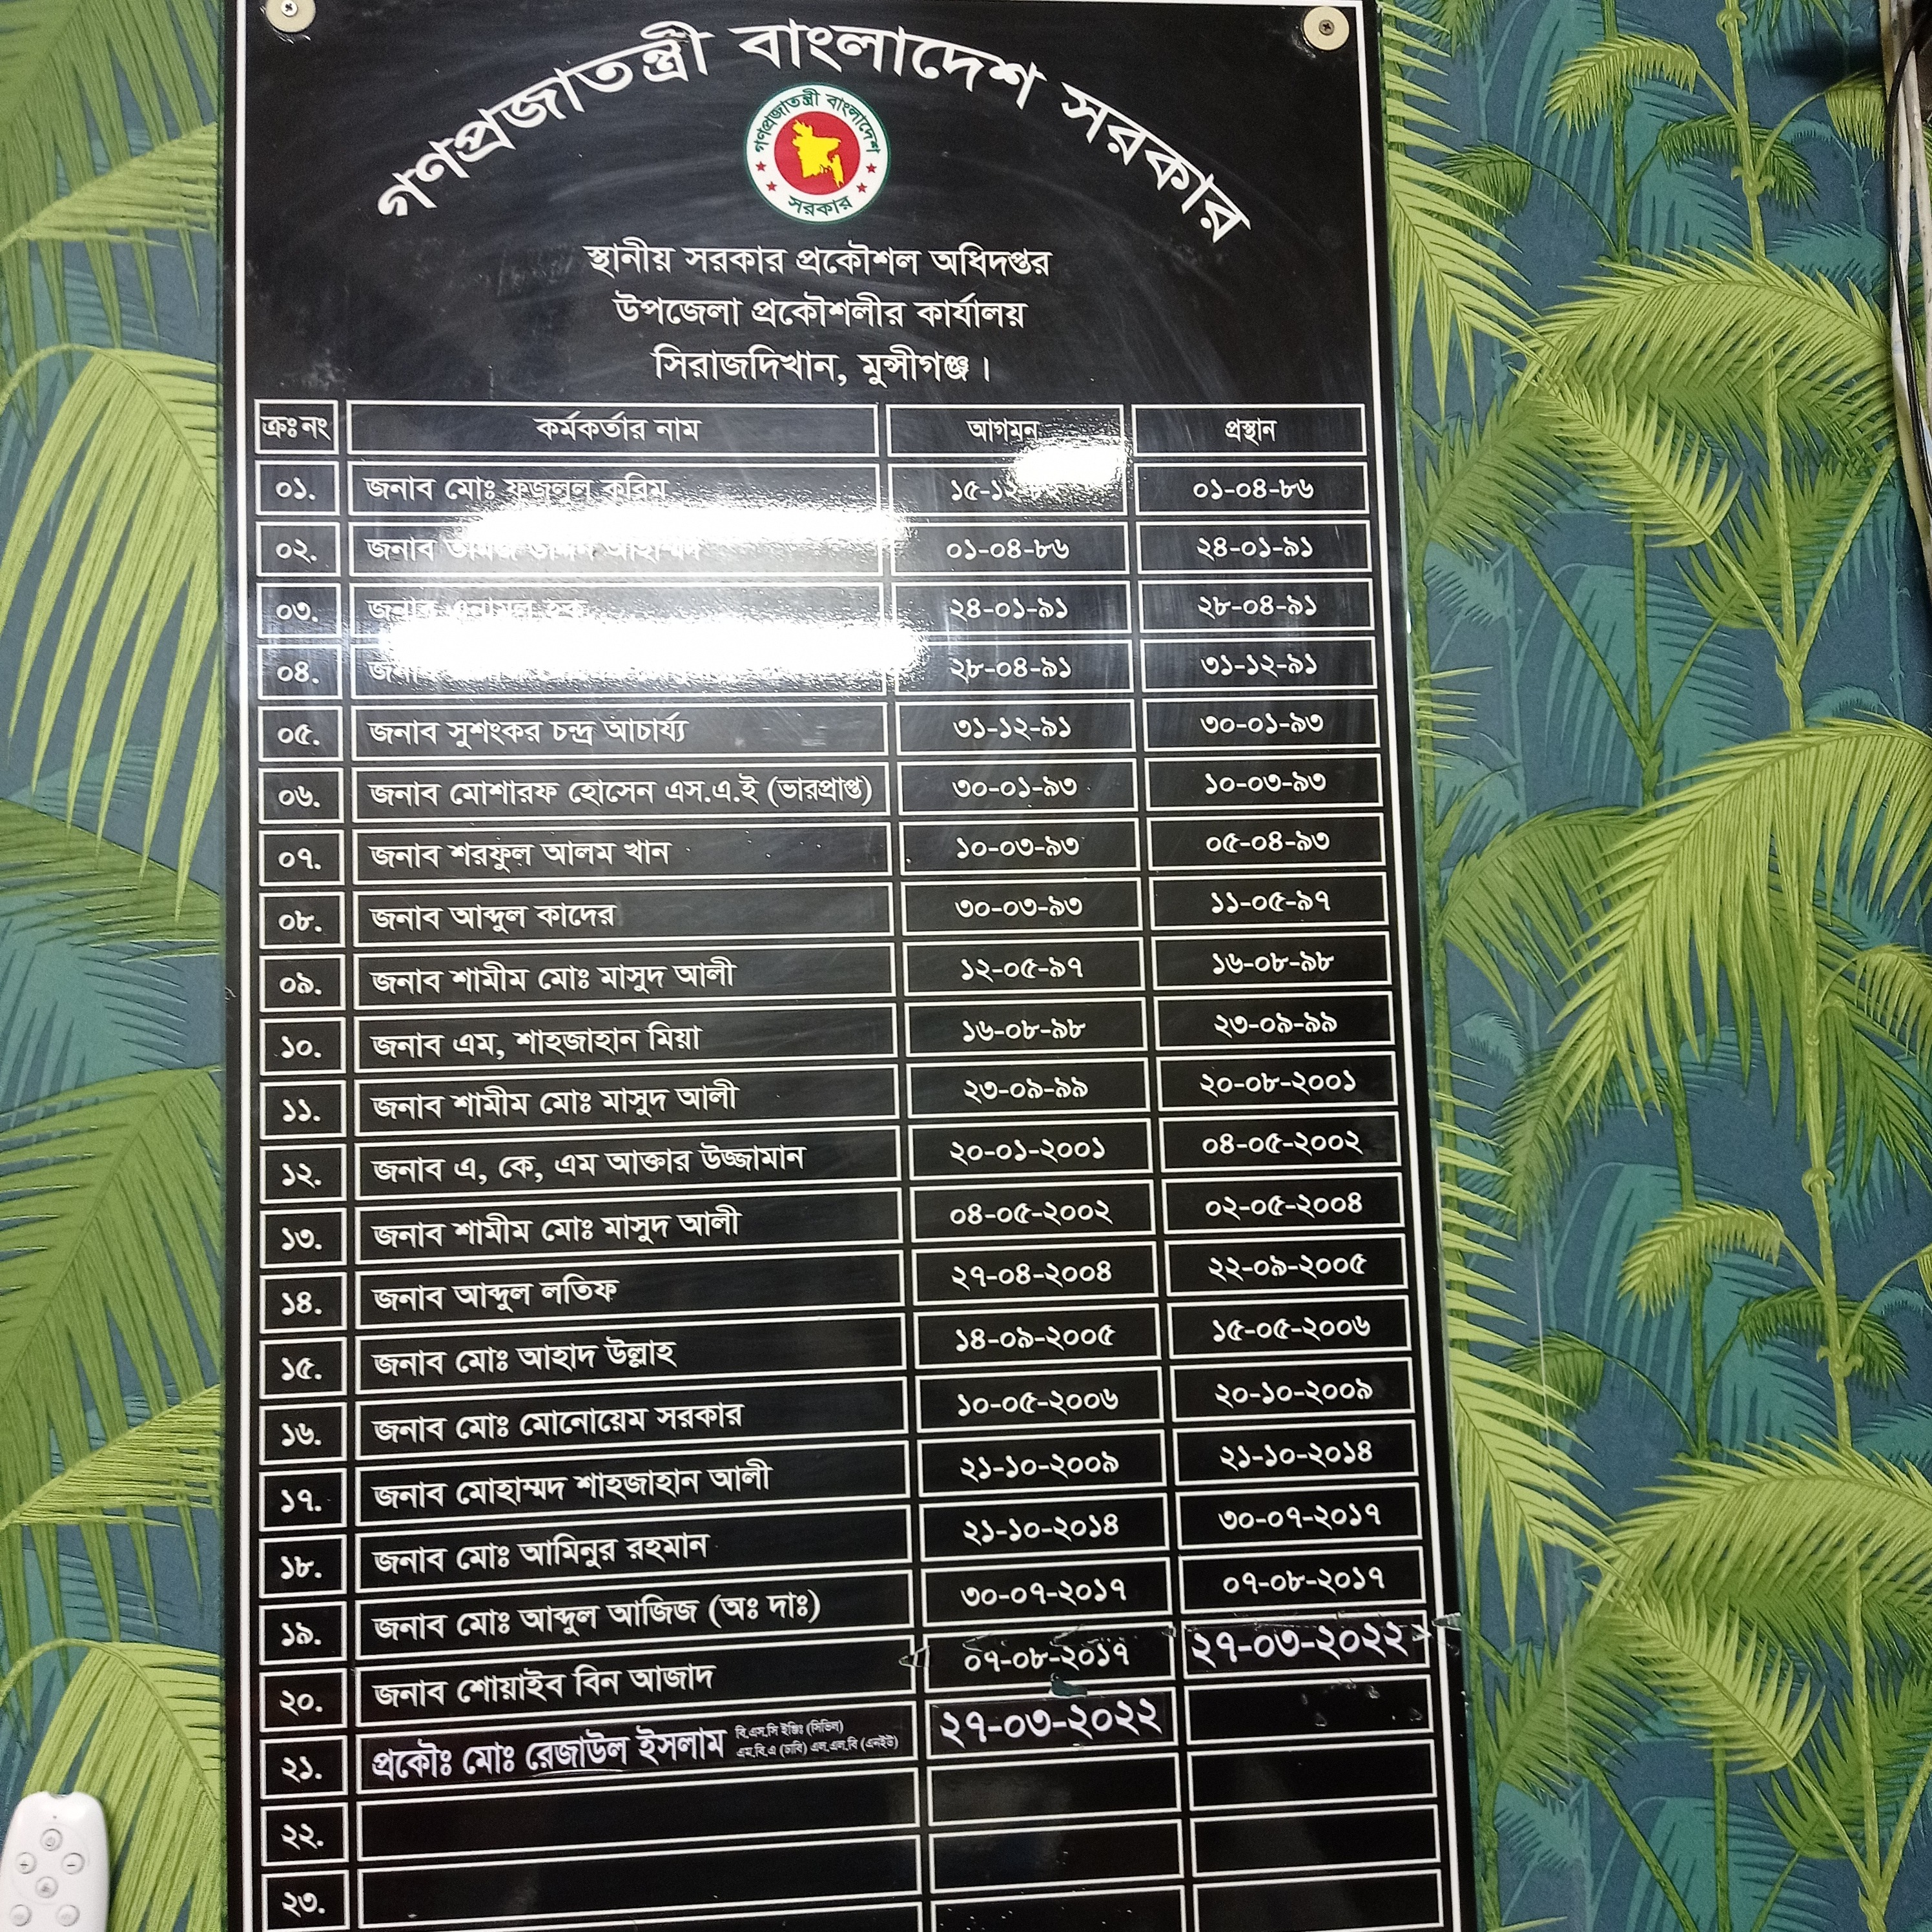 গণপ্রজাতন্ত্রী বাংলাদেশ সরকার
গণপ্রজাতন্ত্রী বাংলাদেশ
সরকার
স্থানীয় সরকার প্রকৌশল অধিদপ্তর
উপজেলা প্রকৌশলীর কার্যালয়
সিরাজদিখান, মুন্সীগঞ্জ।
ক্রঃ নং কর্মকর্তার নাম আগমন প্রস্থান
০১. জনাব মোঃ ফজলুল করিম ০১-০৪-৮৬
০২. জনাব ০১-০৪-৮৬ ২৪-০১-৯১
০৩. জনাব এনামুল হক ২৪-০১-৯১ ২৮-০৪-৯১
০৪. ২৮-০৪-৯১ ৩১-১২-৯১
০৫. জনাব সুশংকর চন্দ্র আচার্য্য ৩১-১২-৯১ ৩০-০১-৯৩
০৬. জনাব মোশারফ হোসেন এস.এ.ই (ভারপ্রাপ্ত) ৩০-০১-৯৩ ১০-০৩-৯৩
০৭. জনাব শরফুল আলম খান ১০-০৩-৯৩ ০৫-০৪-৯৩
০৮. জনাব আব্দুল কাদের ৩০-০৩-৯৩ ১১-০৫-৯৭
০৯. জনাব শামীম মোঃ মাসুদ আলী ১২-০৫-৯৭ ১৬-০৮-৯৮
১০. জনাব এম, শাহজাহান মিয়া ১৬-০৮-৯৮ ২৩-০৯-৯৯
১১. জনাব শামীম মোঃ মাসুদ আলী ২৩-০৯-৯৯ ২০-০৮-২০০১
১২. জনাব এ, কে, এম আক্তার উজ্জামান ২০-০১-২০০১ ০৪-০৫-২০০২
১৩. জনাব শামীম মোঃ মাসুদ আলী ০৪-০৫-২০০২ ০২-০৫-২০০৪
১৪. জনাব আব্দুল লতিফ ২৭-০৪-২০০৪ ২২-০৯-২০০৫
১৫. জনাব মোঃ আহাদ উল্লাহ ১৪-০৯-২০০৫ ১৫-০৫-২০০৬
১৬. জনাব মোঃ মোনোয়েম সরকার ১০-০৫-২০০৬ ২০-১০-২০০৯
১৭. জনাব মোহাম্মদ শাহজাহান আলী ২১-১০-২০০৯ ২১-১০-২০১৪
১৮. জনাব মোঃ আমিনুর রহমান ২১-১০-২০১৪ ৩০-০৭-২০১৭
১৯. জনাব মোঃ আব্দুল আজিজ (অঃ দাঃ) ৩০-০৭-২০১৭ ০৭-০৮-২০১৭
২০. জনাব শোয়াইব বিন আজাদ ০৭-০৮-২০১৭ ২৭-০৩-২০২২
২১. প্রকৌঃ মোঃ রেজাউল ইসলাম বি.এস.সি ইঞ্জিঃ (সিভিল) এম.বি.এ (ঢাবি) এল.এল.বি (এনইউ) ২৭-০৩-২০২২
২২.
২৩.